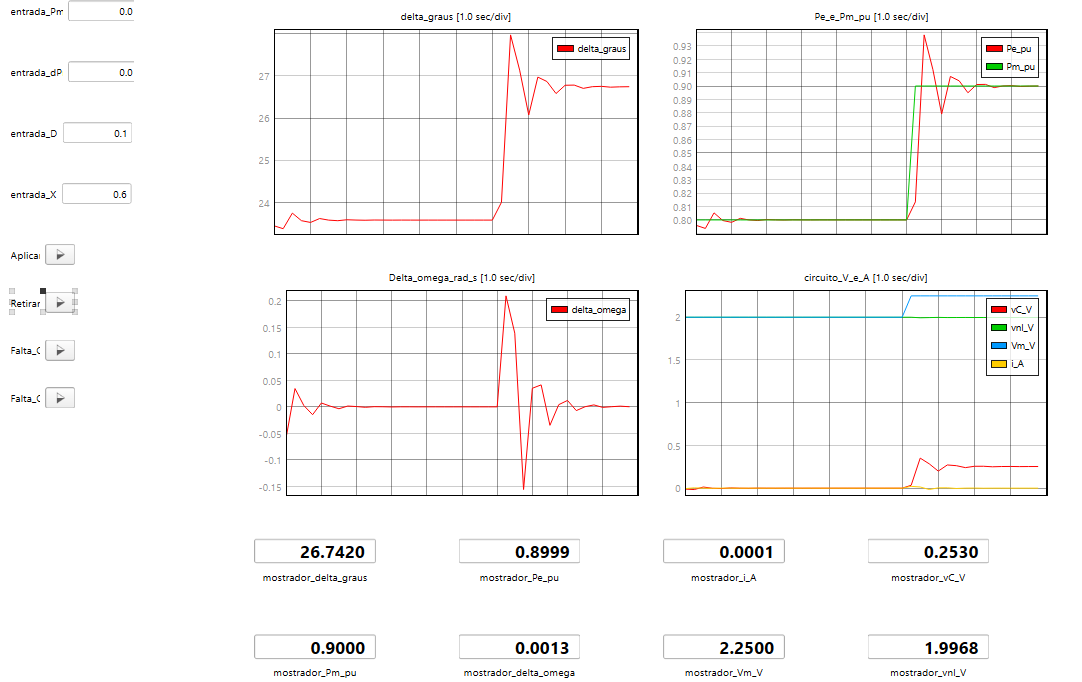 entrada_Pm 0.0
entrada_dP 0.0
entrada_D 0.1
entrada_X 0.6
Aplicar
Retirar
Falta_C
Falta_C
delta_graus [1.0 sec/div]
delta_graus
27
26
25
24
Pe_e_Pm_pu [1.0 sec/div]
Pe_pu
Pm_pu
0.93
0.92
0.91
0.90
0.89
0.88
0.87
0.86
0.85
0.84
0.83
0.82
0.81
0.80
Delta_omega_rad_s [1.0 sec/div]
delta_omega
0.2
0.15
0.1
0.05
0
-0.05
-0.1
-0.15
circuito_V_e_A [1.0 sec/div]
vC_V
vnl_V
Vm_V
i_A
2
1.5
1
0.5
0
26.7420
mostrador_delta_graus
0.8999
mostrador_Pe_pu
0.0001
mostrador_i_A
0.2530
mostrador_vC_V
0.9000
mostrador_Pm_pu
0.0013
mostrador_delta_omega
2.2500
mostrador_Vm_V
1.9968
mostrador_vnl_V